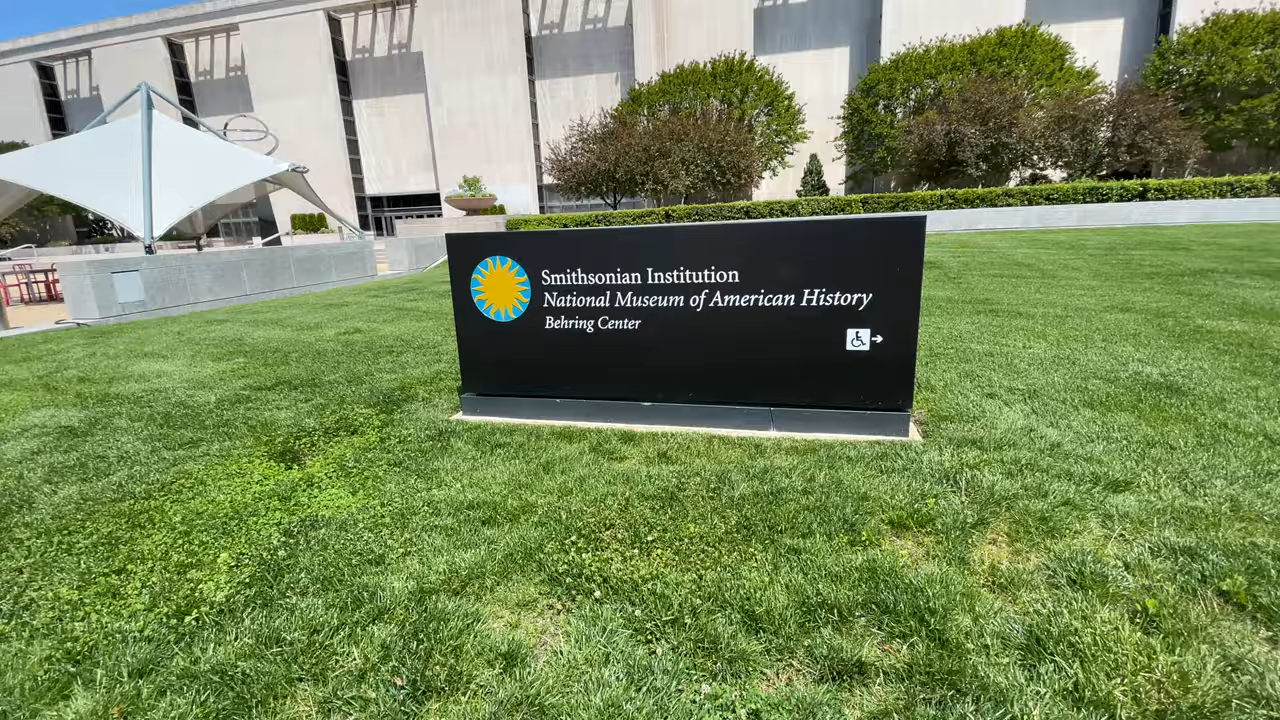 Smithsonian Institution
National Museum of American History
Behring Center